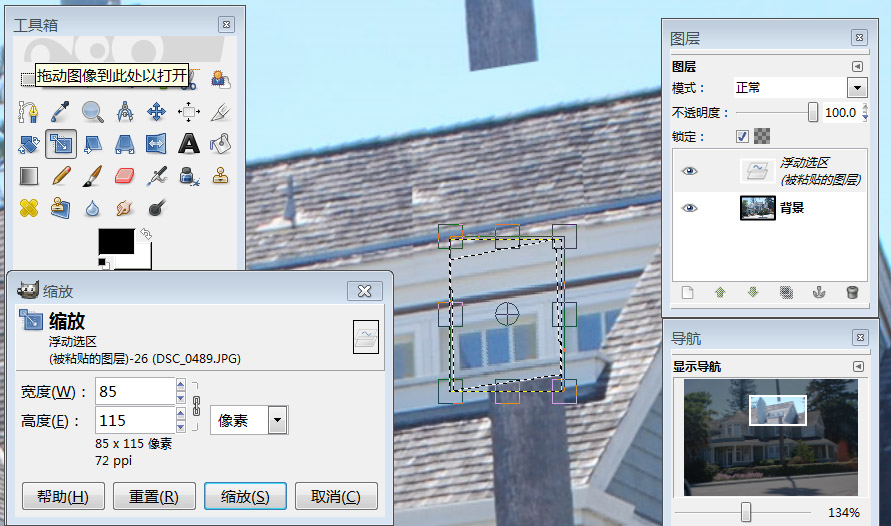 工具箱
拖动图像到此处以打开
缩放
缩放
浮动选区
(被粘贴的图层)-26 (DSC_0489.JPG)
宽度(W)：
85
高度(E)：
115
像素
85 x 115 像素
72 ppi
帮助(H)
重置(R)
缩放(S)
取消(C)
图层
图层
模式：
正常
不透明度：
100.0
锁定：
浮动选区
(被粘贴的图层)
背景
导航
显示导航
134%